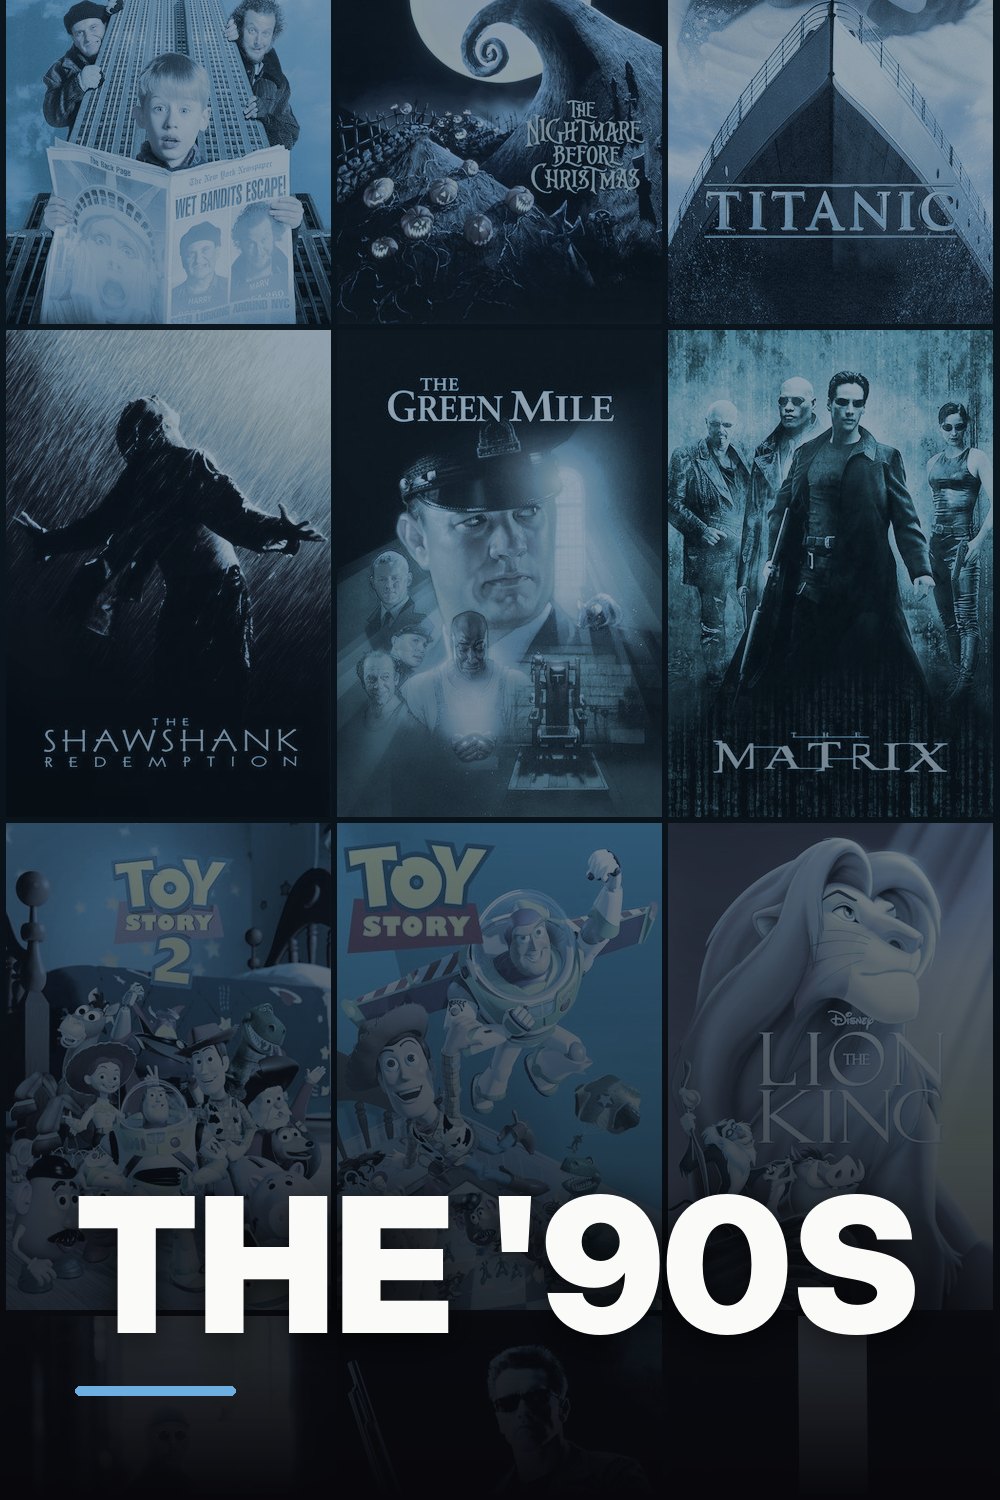 The Back Page
The New York Newspaper
WET BANDITS ESCAPE!
HARRY
MARV
THE
NIGHTMARE
BEFORE
CHRISTMAS
TITANIC
THE
SHAWSHANK
REDEMPTION
THE
GREEN MILE
THE
MATRIX
TOY
STORY
2
TOY
STORY
Disney
THE
LION
KING
THE '90S